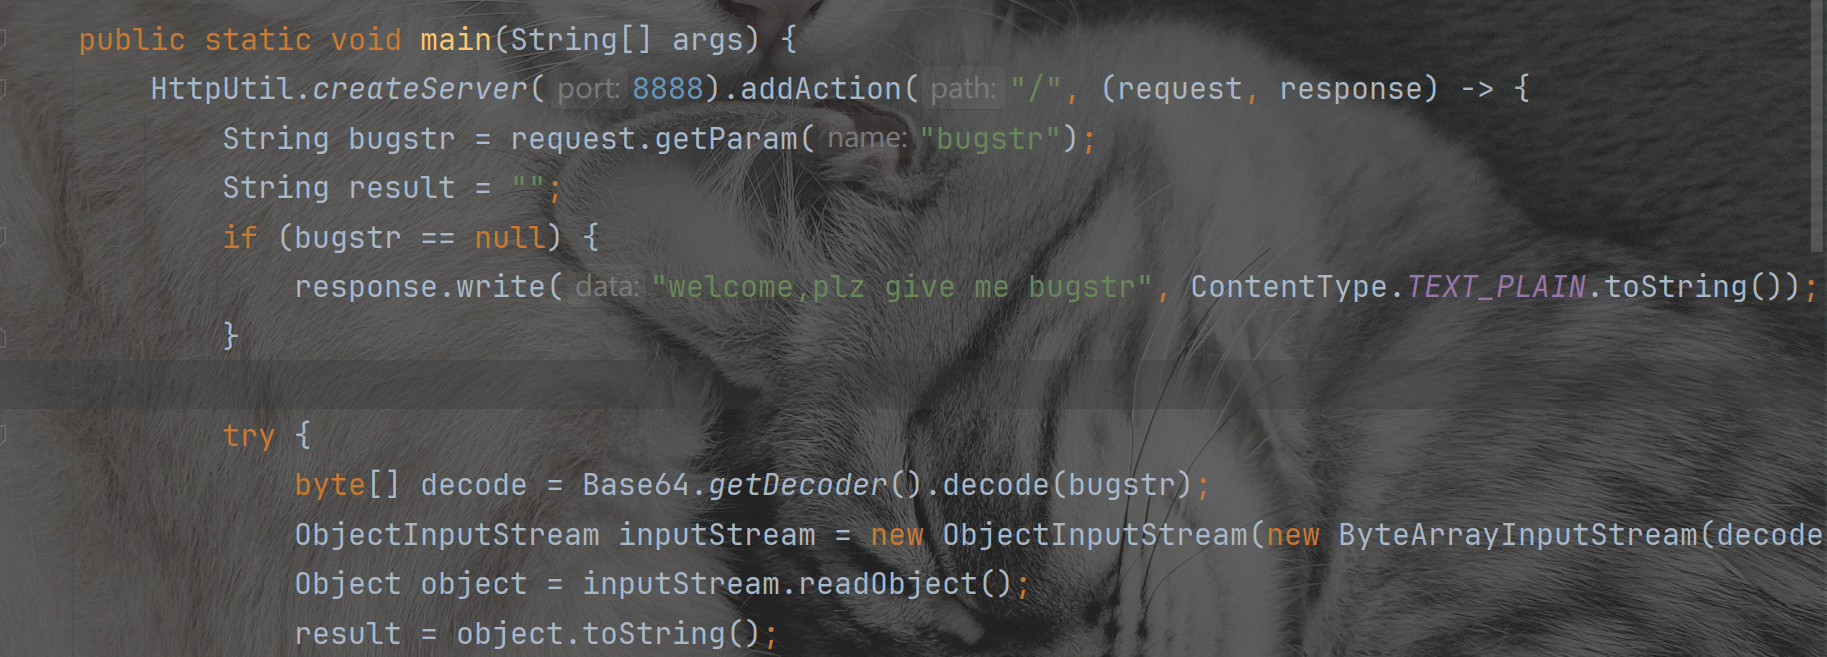 public static void main(String[] args) {
HttpUtil.createServer( port: 8888).addAction( path: "/", (request, response) -> {
String bugstr = request.getParam( name: "bugstr");
String result = "";
if (bugstr == null) {
response.write( data: "welcome,plz give me bugstr", ContentType.TEXT_PLAIN.toString());
}
try {
byte[] decode = Base64.getDecoder().decode(bugstr);
ObjectInputStream inputStream = new ObjectInputStream(new ByteArrayInputStream(decode
Object object = inputStream.readObject();
result = object.toString();